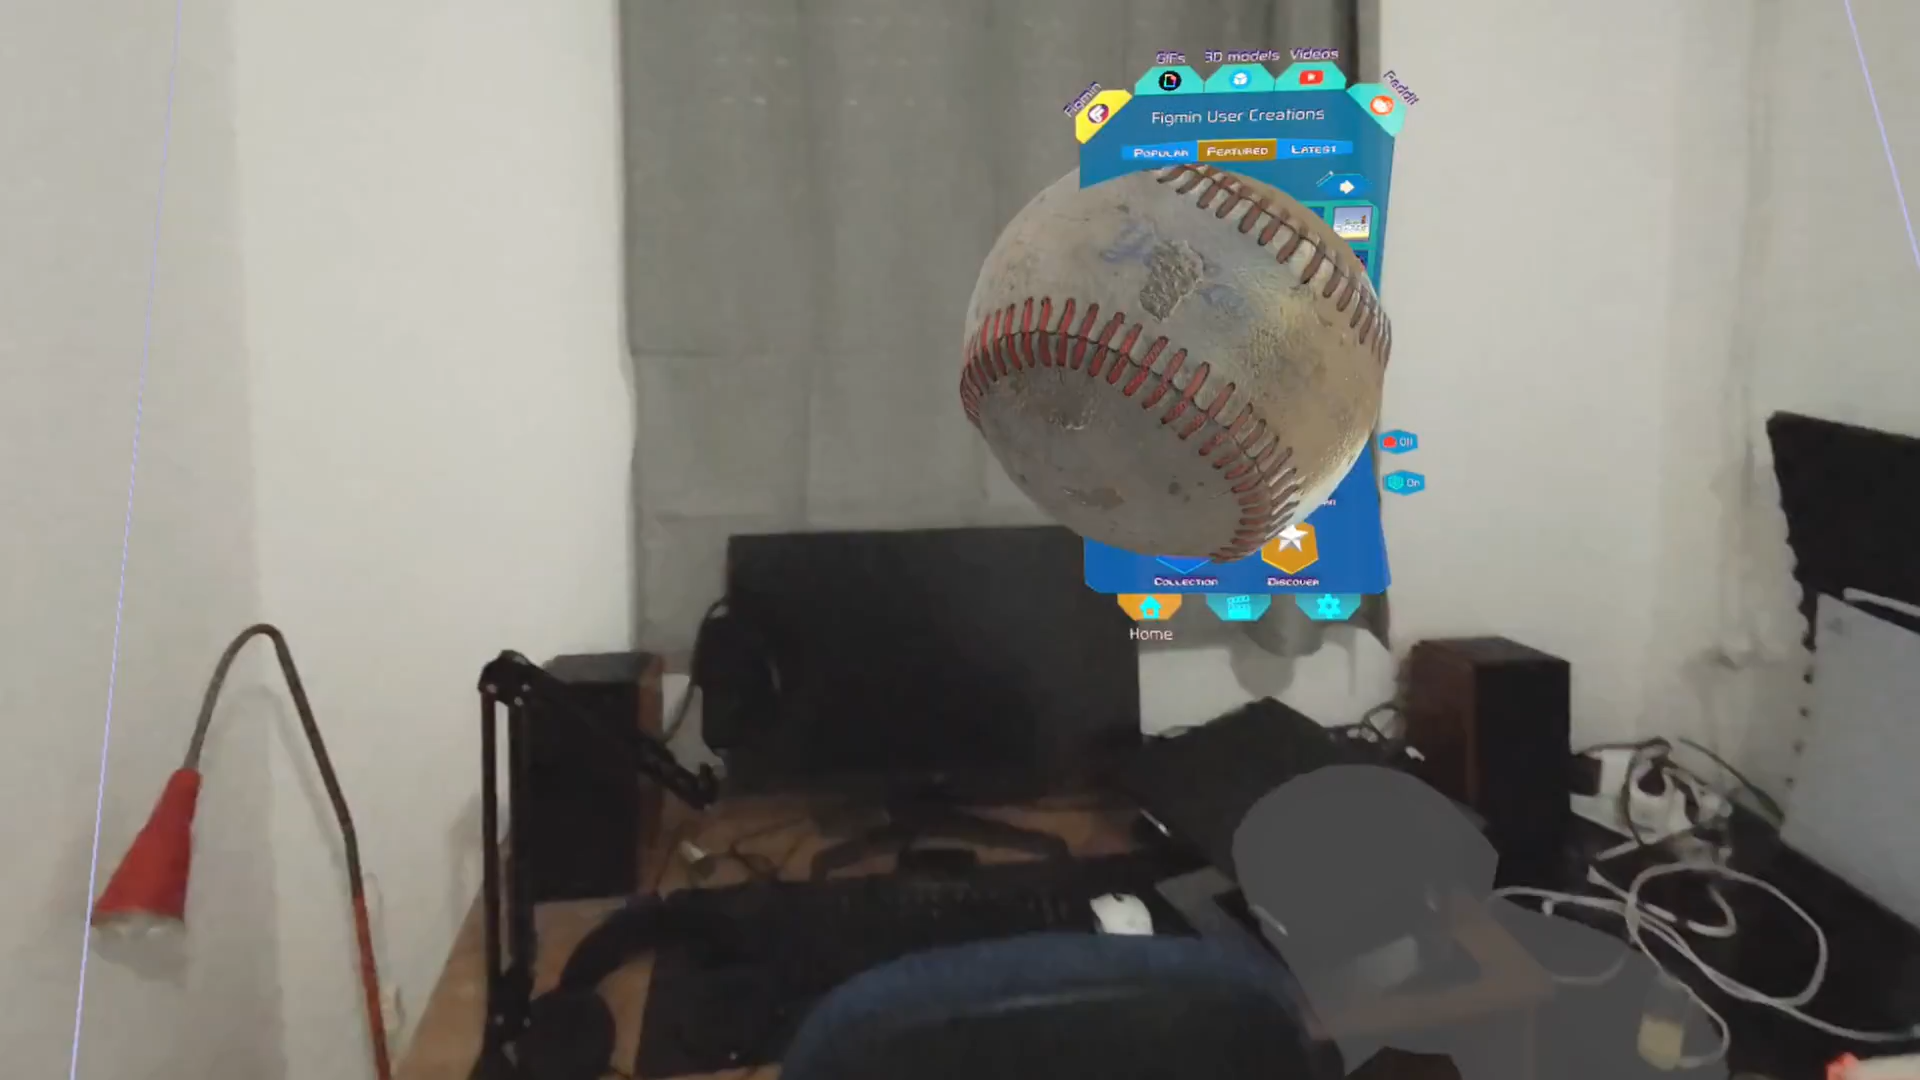 GIFs
3D models
Videos
Figmin
Reddit
Figmin User Creations
Popular
Featured
Latest
Off
On
Collection
Discover
Home